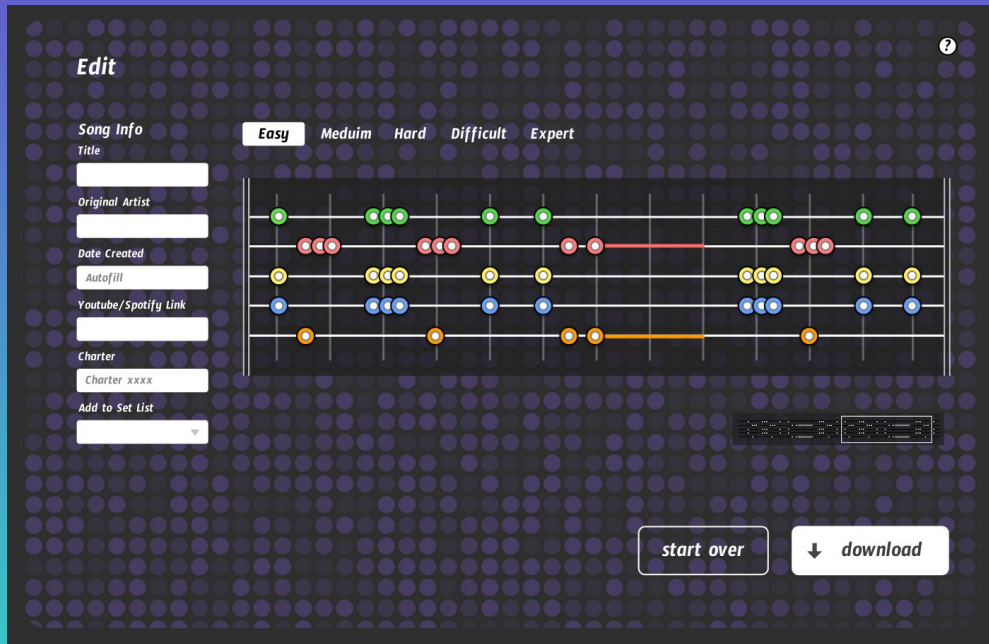 ?
Edit
Song Info
Title
Original Artist
Date Created
Autofill
Youtube/Spotify Link
Charter
Charter xxxx
Add to Set List
Easy
Meduim
Hard
Difficult
Expert
start over
download